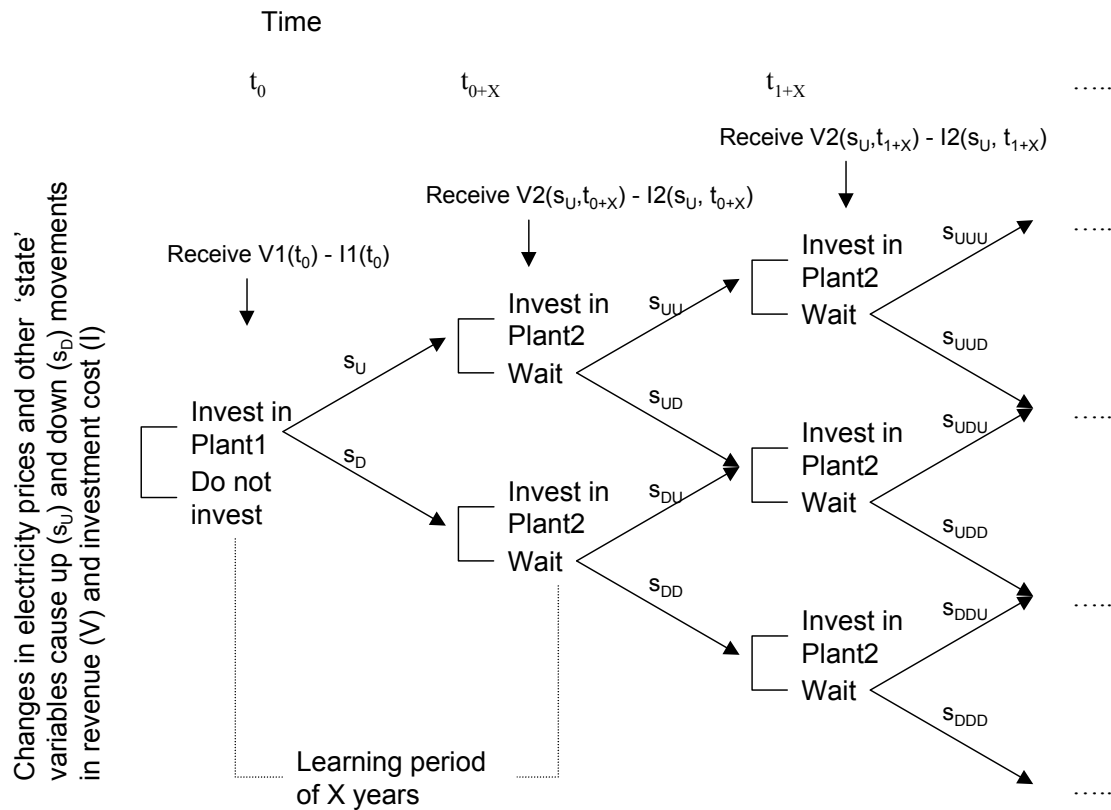 Time
t0
t0+X
t1+X
.....
Receive V2(sU,t1+X) - I2(sU, t1+X)
Receive V2(sU,t0+X) - I2(sU, t0+X)
Receive V1(t0) - I1(t0)
Changes in electricity prices and other 'state'
variables cause up (sU) and down (sD) movements
in revenue (V) and investment cost (I)
Invest in
Plant1
Do not
invest
sU
sD
Invest in
Plant2
Wait
Invest in
Plant2
Wait
sUU
sUD
sDU
sDD
Invest in
Plant2
Wait
Invest in
Plant2
Wait
Invest in
Plant2
Wait
sUUU
sUUD
sUDU
sUDD
sDDU
sDDD
.....
.....
.....
.....
Learning period
of X years